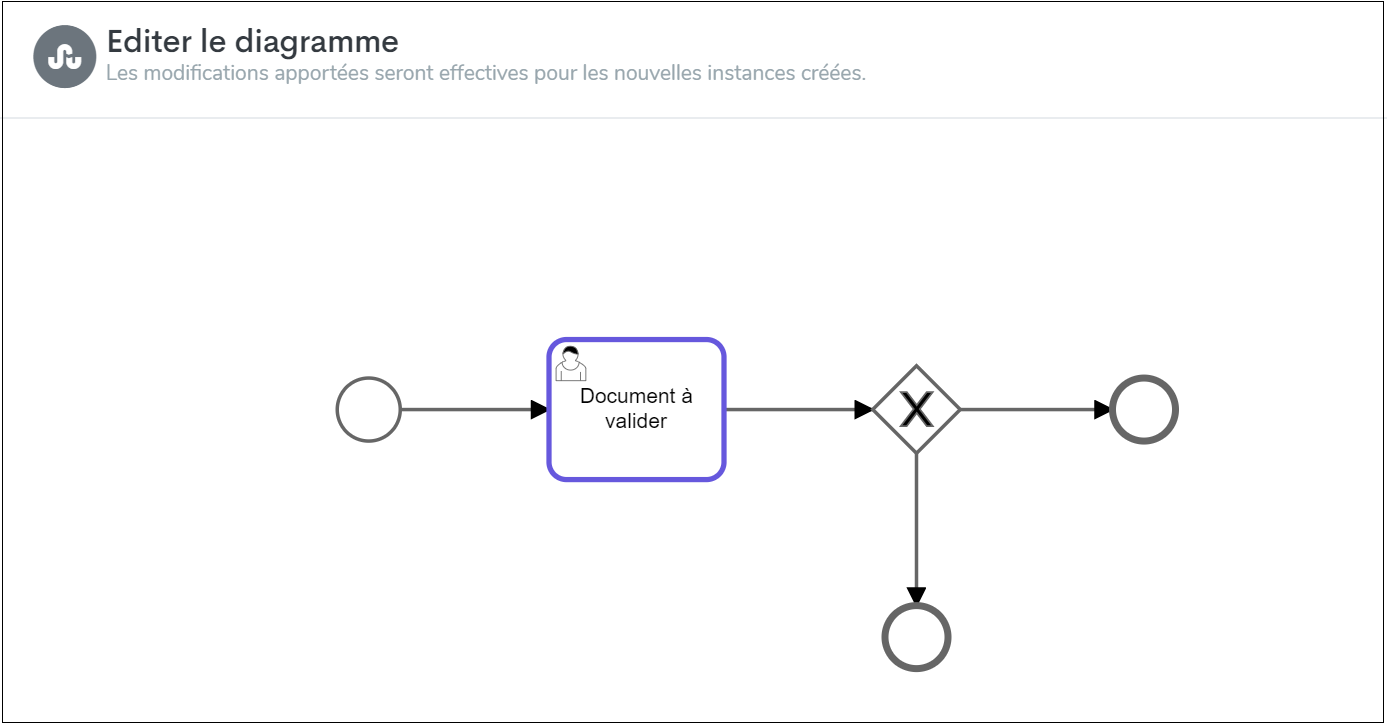 Editer le diagramme
Les modifications apportées seront effectives pour les nouvelles instances créées.
Document à
valider
X